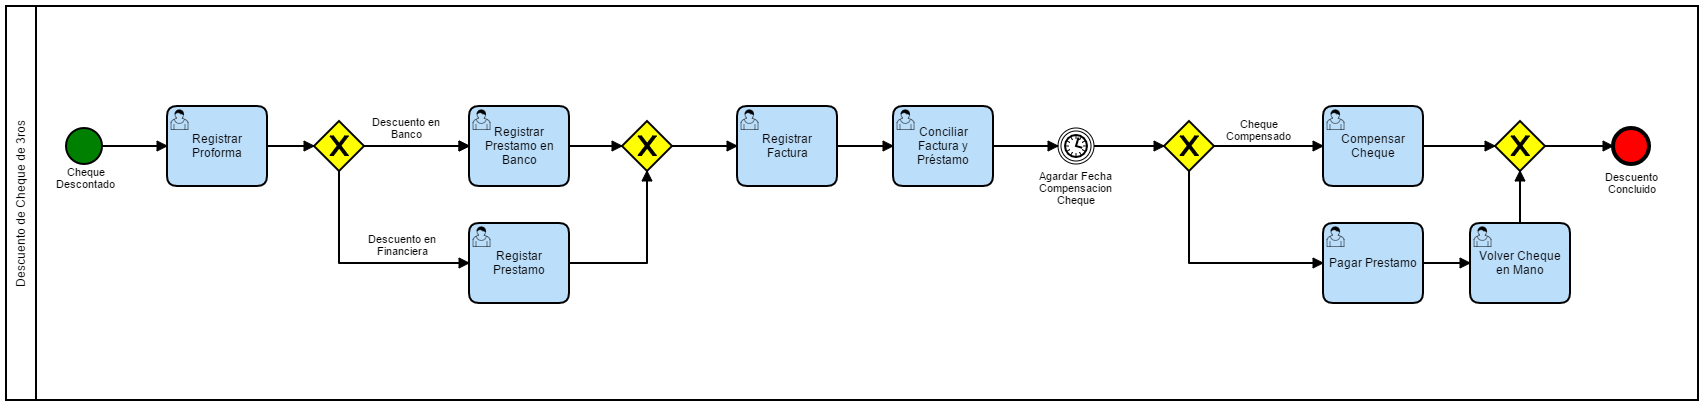 Descuento de Cheque de 3ros
Cheque
Descontado
Registrar
Proforma
X
Descuento en
Banco
Descuento en
Financiera
Registrar
Prestamo en
Banco
Registar
Prestamo
X
Registrar
Factura
Conciliar
Factura y
Préstamo
Agardar Fecha
Compensacion
Cheque
X
Cheque
Compensado
Compensar
Cheque
Pagar Prestamo
Volver Cheque
en Mano
X
Descuento
Concluido